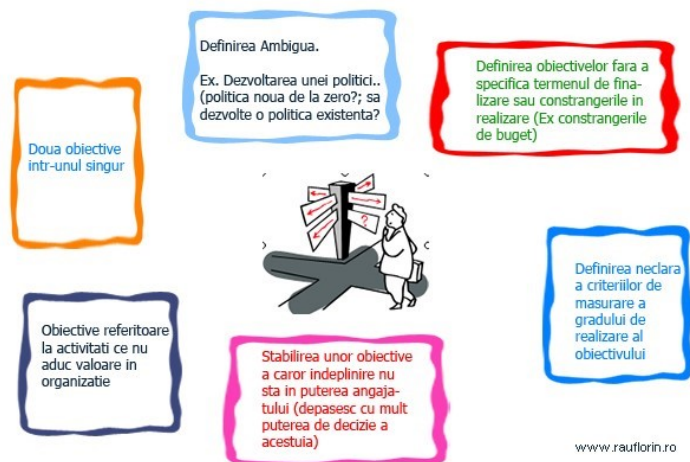 Definirea Ambigua.
Ex. Dezvoltarea unei politici..
(politica noua de la zero?; sa
dezvolte o politica existenta?
Definirea obiectivelor fara a
specifica termenul de fina-
lizare sau constrangerile in
realizare (Ex constrangerile
de buget)
Doua obiective
intr-unul singur
?
Definirea neclara
a criteriilor de
masurare a
gradului de
realizare al
obiectivului
Obiective referitoare
la activitati ce nu
aduc valoare in
organizatie
Stabilirea unor obiective
a caror indeplinire nu
sta in puterea angaja-
tului (depasesc cu mult
puterea de decizie a
acestuia)
www.rauflorin.ro